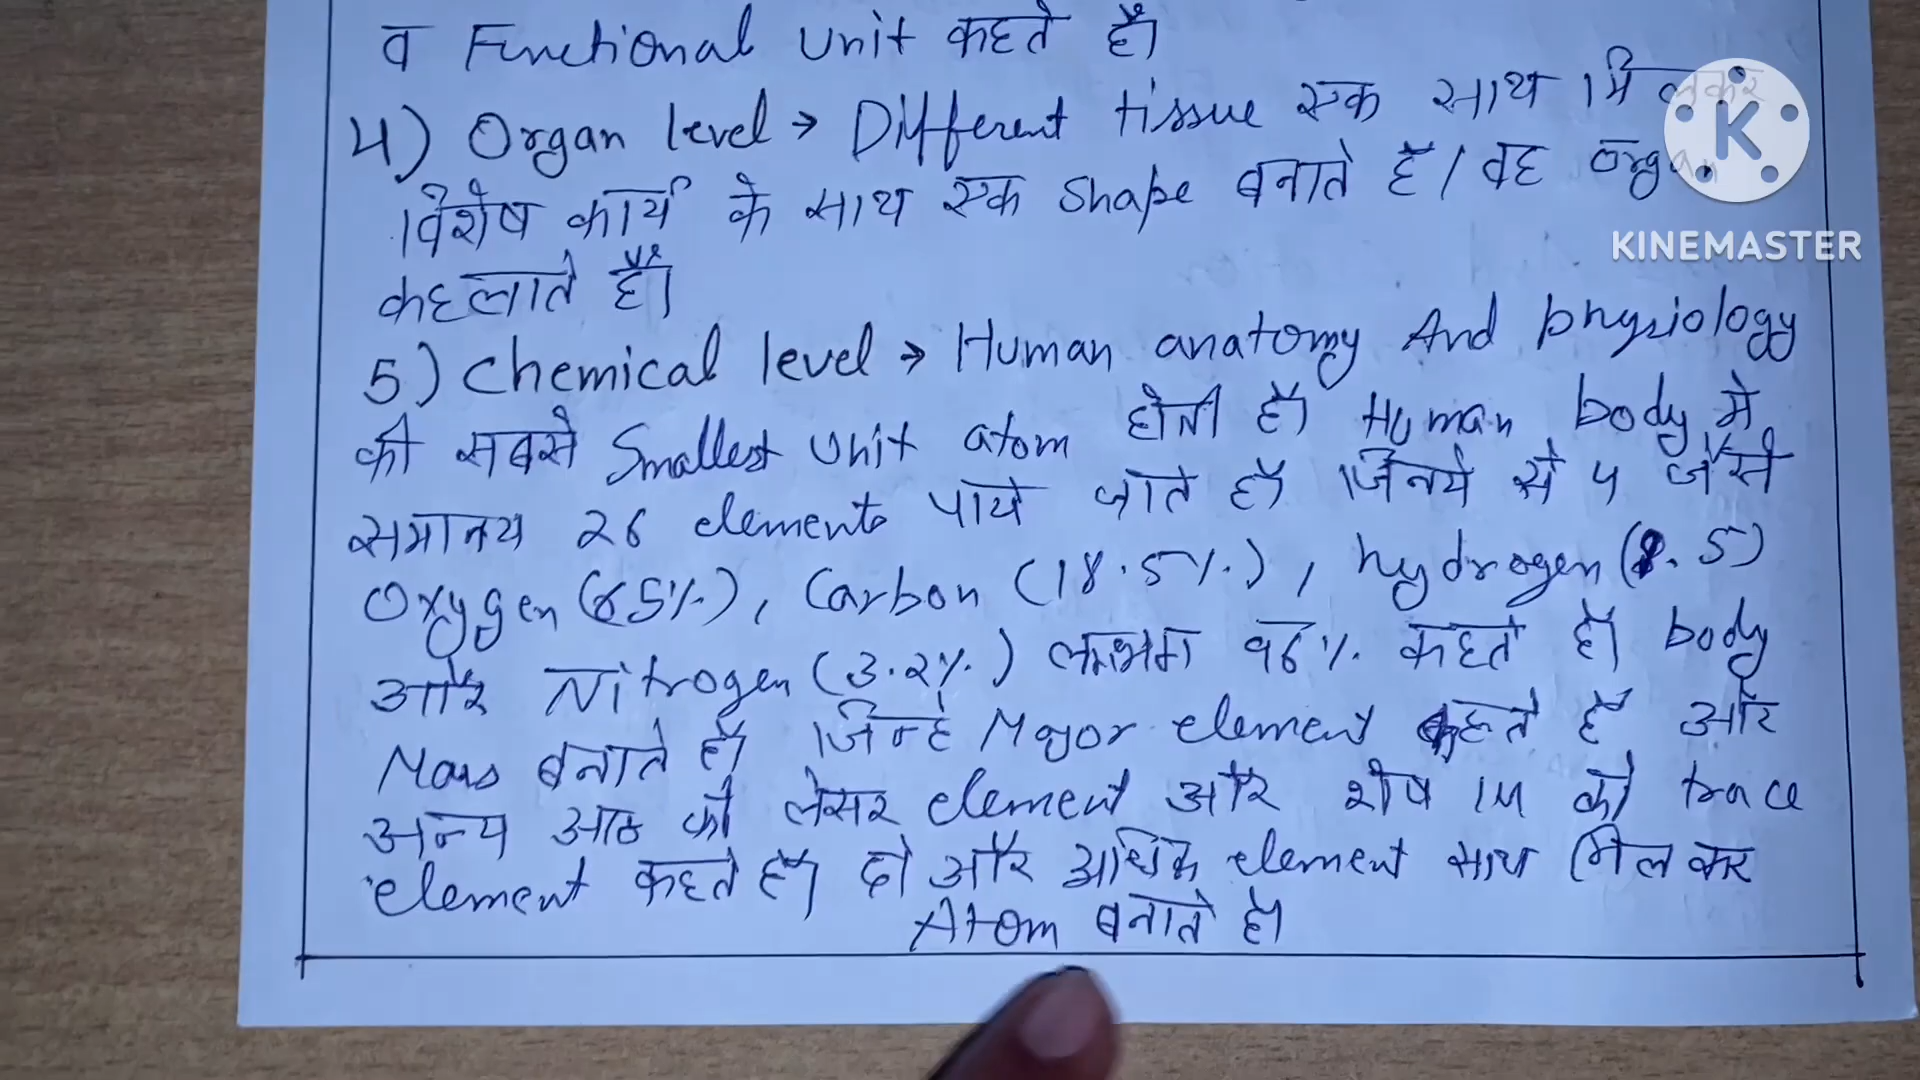 व Functional unit कहते हैं।
4) Organ level → Different tissue एक साथ मिलकर
विशेष कार्य के साथ एक shape बनाते हैं। वह organ
कहलाते हैं।
K
KINEMASTER
5) Chemical level → Human anatomy And physiology
की सबसे Smallest unit atom होती है। Human body में
समान्य 26 elements पाये जाते हैं। जिनमे से 4 जैसे
Oxygen (65%), Carbon (18.5%), hydrogen (9.5)
और Nitrogen (3.2%) लगभग 96% कहते हैं। body
Mass बनाते हैं। जिन्हे Major element कहते हैं और
अन्य आठ को लेसर element और शेष 14 को trace
element कहते हैं। दो और अधिक element साथ मिलकर
Atom बनाते हैं।